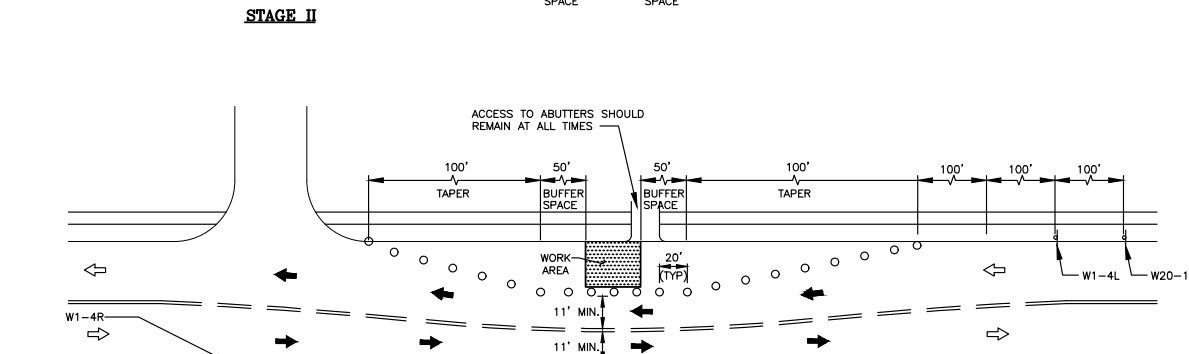 SPACE SPACE
STAGE II
ACCESS TO ABUTTERS SHOULD
REMAIN AT ALL TIMES
100' 50' 50' 100' 100' 100' 100'
TAPER BUFFER BUFFER TAPER
SPACE SPACE
WORK 20'
AREA (TYP)
W1-4L W20-1
11' MIN.
W1-4R
11' MIN.